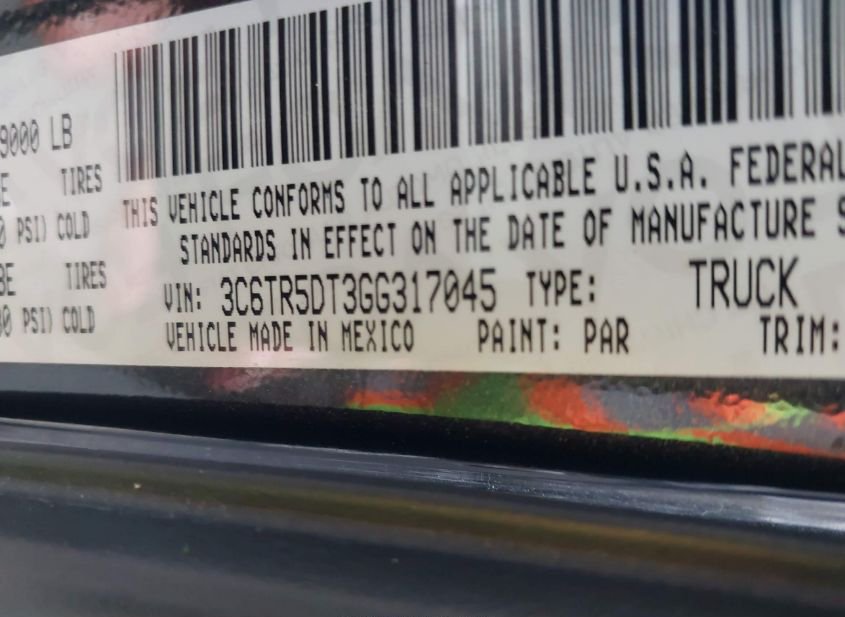 9000 LB
TIRES
PSI) COLD
TIRES
PSI) COLD
THIS VEHICLE CONFORMS TO ALL APPLICABLE U.S.A. FEDERAL
STANDARDS IN EFFECT ON THE DATE OF MANUFACTURE S
VIN: 3C6TR5DT3GG317045 TYPE: TRUCK
VEHICLE MADE IN MEXICO PAINT: PAR TRIM: